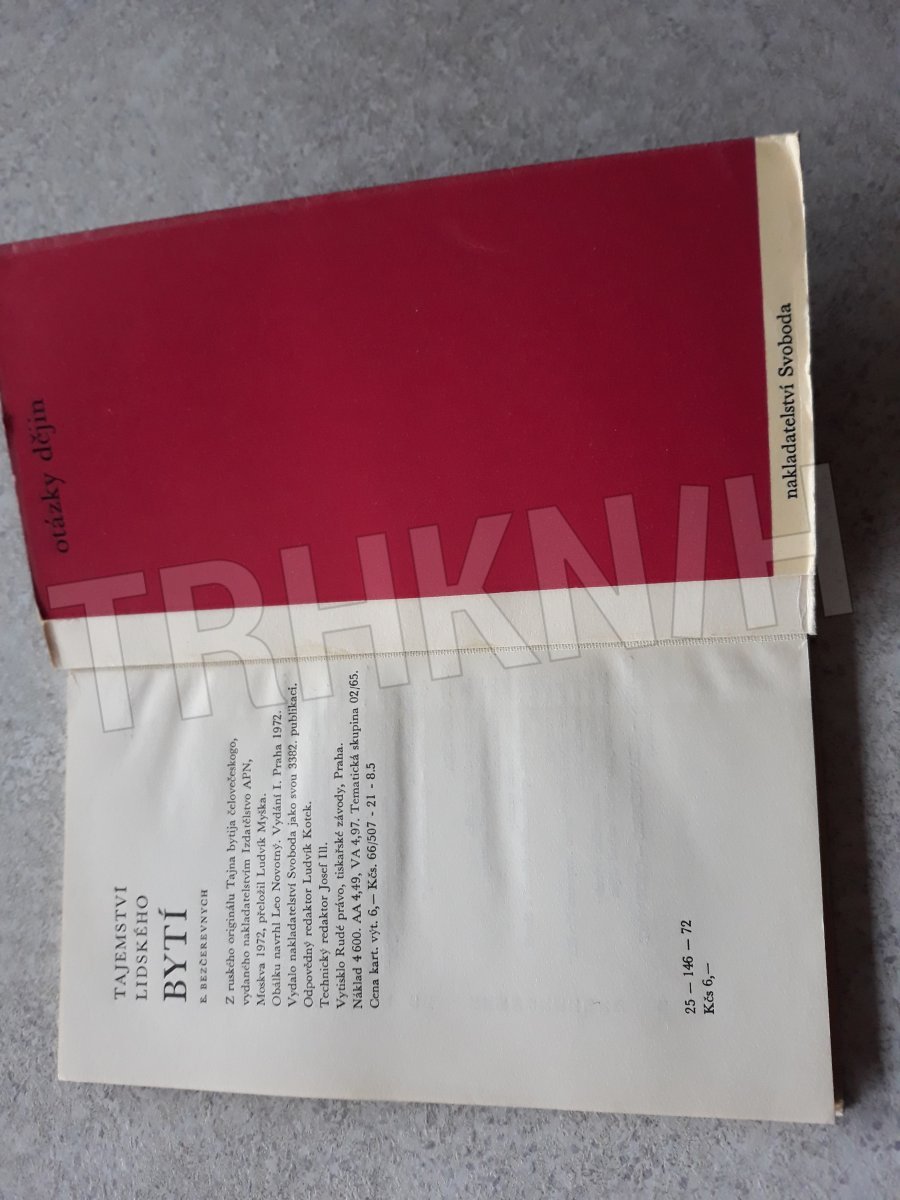 TAJEMSTVI
LIDSKÉHO
BYTÍ
E. BEZČEREVNYCH
Z ruského originálu Tajna bytija čelovečeskogo,
vydaného nakladatelstvím Izdatělstvo APN,
Moskva 1972, přeložil Ludvík Myška.
Obálku navrhl Leo Novotný. Vydání I. Praha 1972.
Vydalo nakladatelství Svoboda jako svou 3382. publikaci.
Odpovědný redaktor Ludvík Kotek.
Technický redaktor Josef Ill.
Vytisklo Rudé právo, tiskařské závody, Praha.
Náklad 4 600. AA 4,49, VA 4,97. Tematická skupina 02/65.
Cena kart. výt. 6,— Kčs. 66/507 - 21 - 8.5
25 — 146 — 72
Kčs 6,—
otázky dějin
nakladatelství Svoboda
TRHKN/H